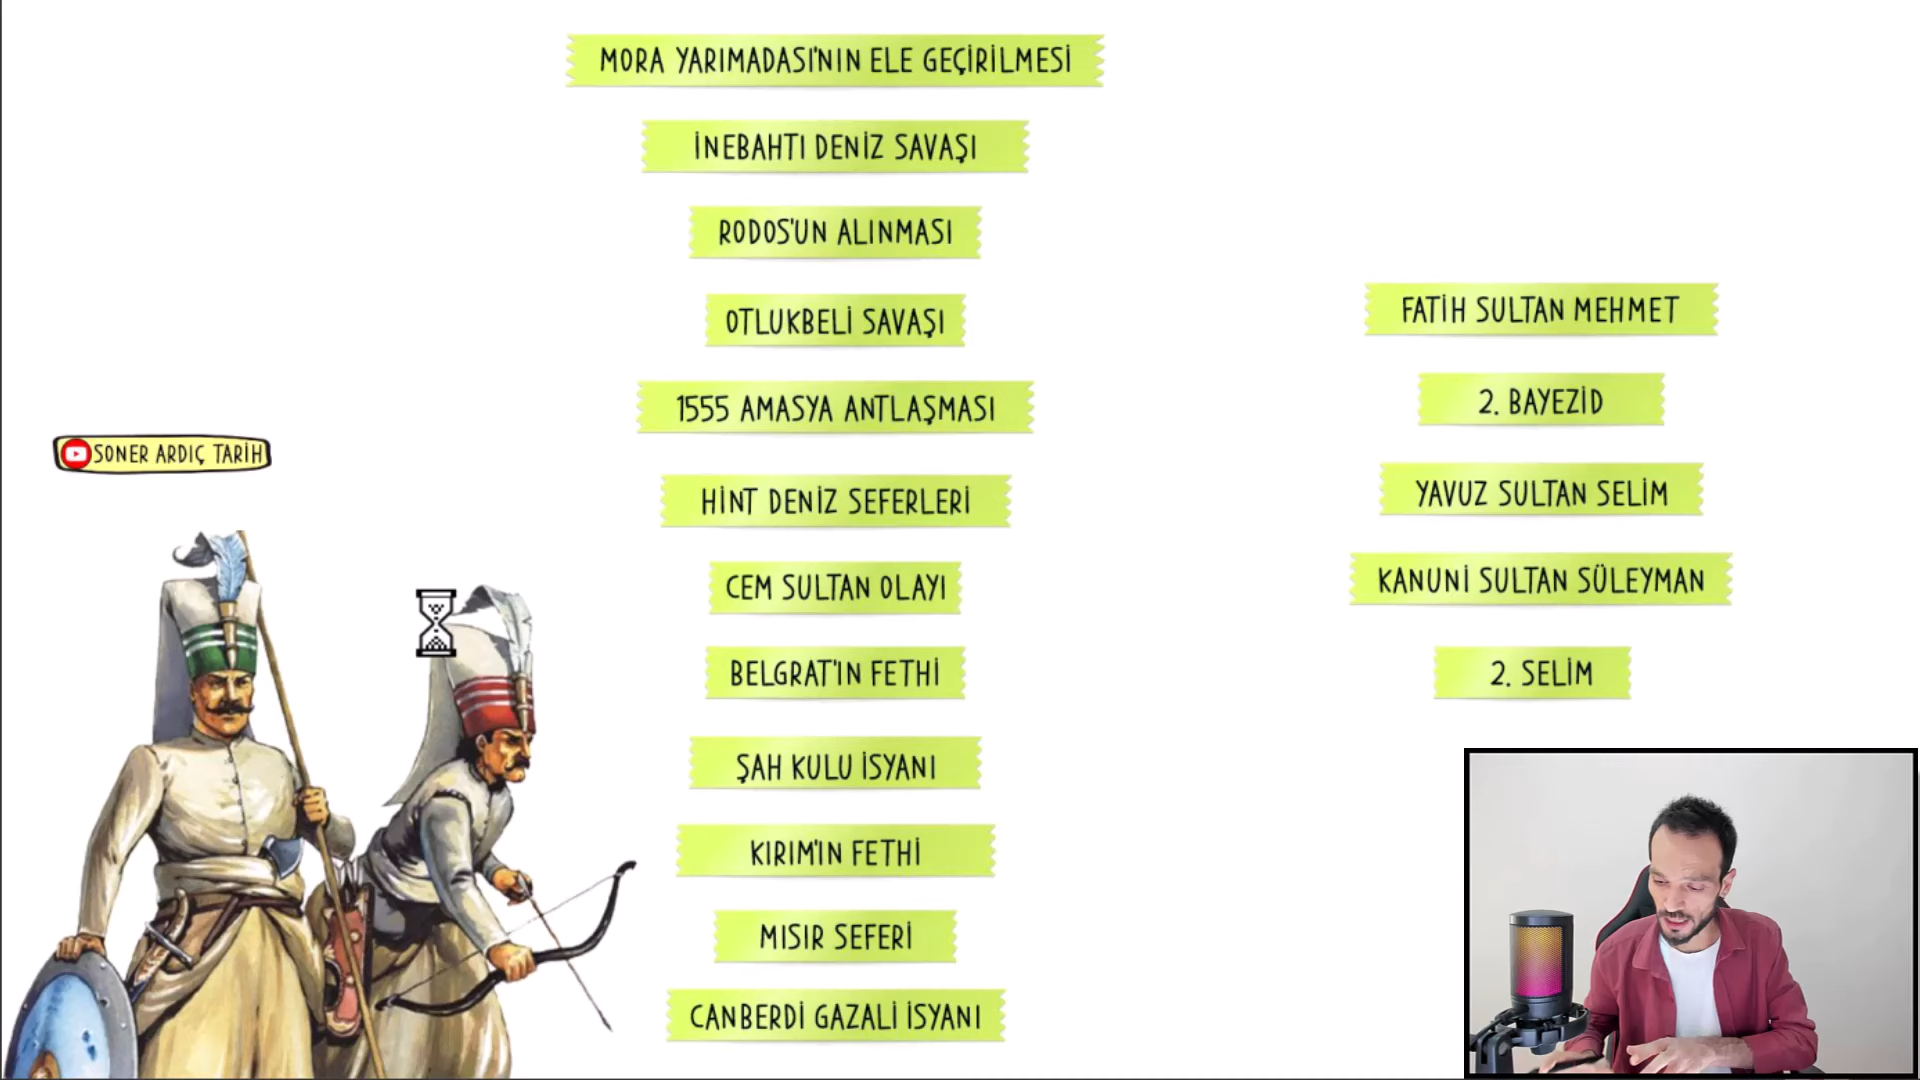 MORA YARIMADASI'NIN ELE GEÇİRİLMESİ
İNEBAHTI DENİZ SAVAŞI
RODOS'UN ALINMASI
OTLUKBELİ SAVAŞI
1555 AMASYA ANTLAŞMASI
HİNT DENİZ SEFERLERİ
CEM SULTAN OLAYI
BELGRAT'IN FETHİ
ŞAH KULU İSYANI
KIRIM'IN FETHİ
MISIR SEFERİ
CANBERDİ GAZALİ İSYANI
FATİH SULTAN MEHMET
2. BAYEZİD
YAVUZ SULTAN SELİM
KANUNİ SULTAN SÜLEYMAN
2. SELİM
SONER ARDIÇ TARİH